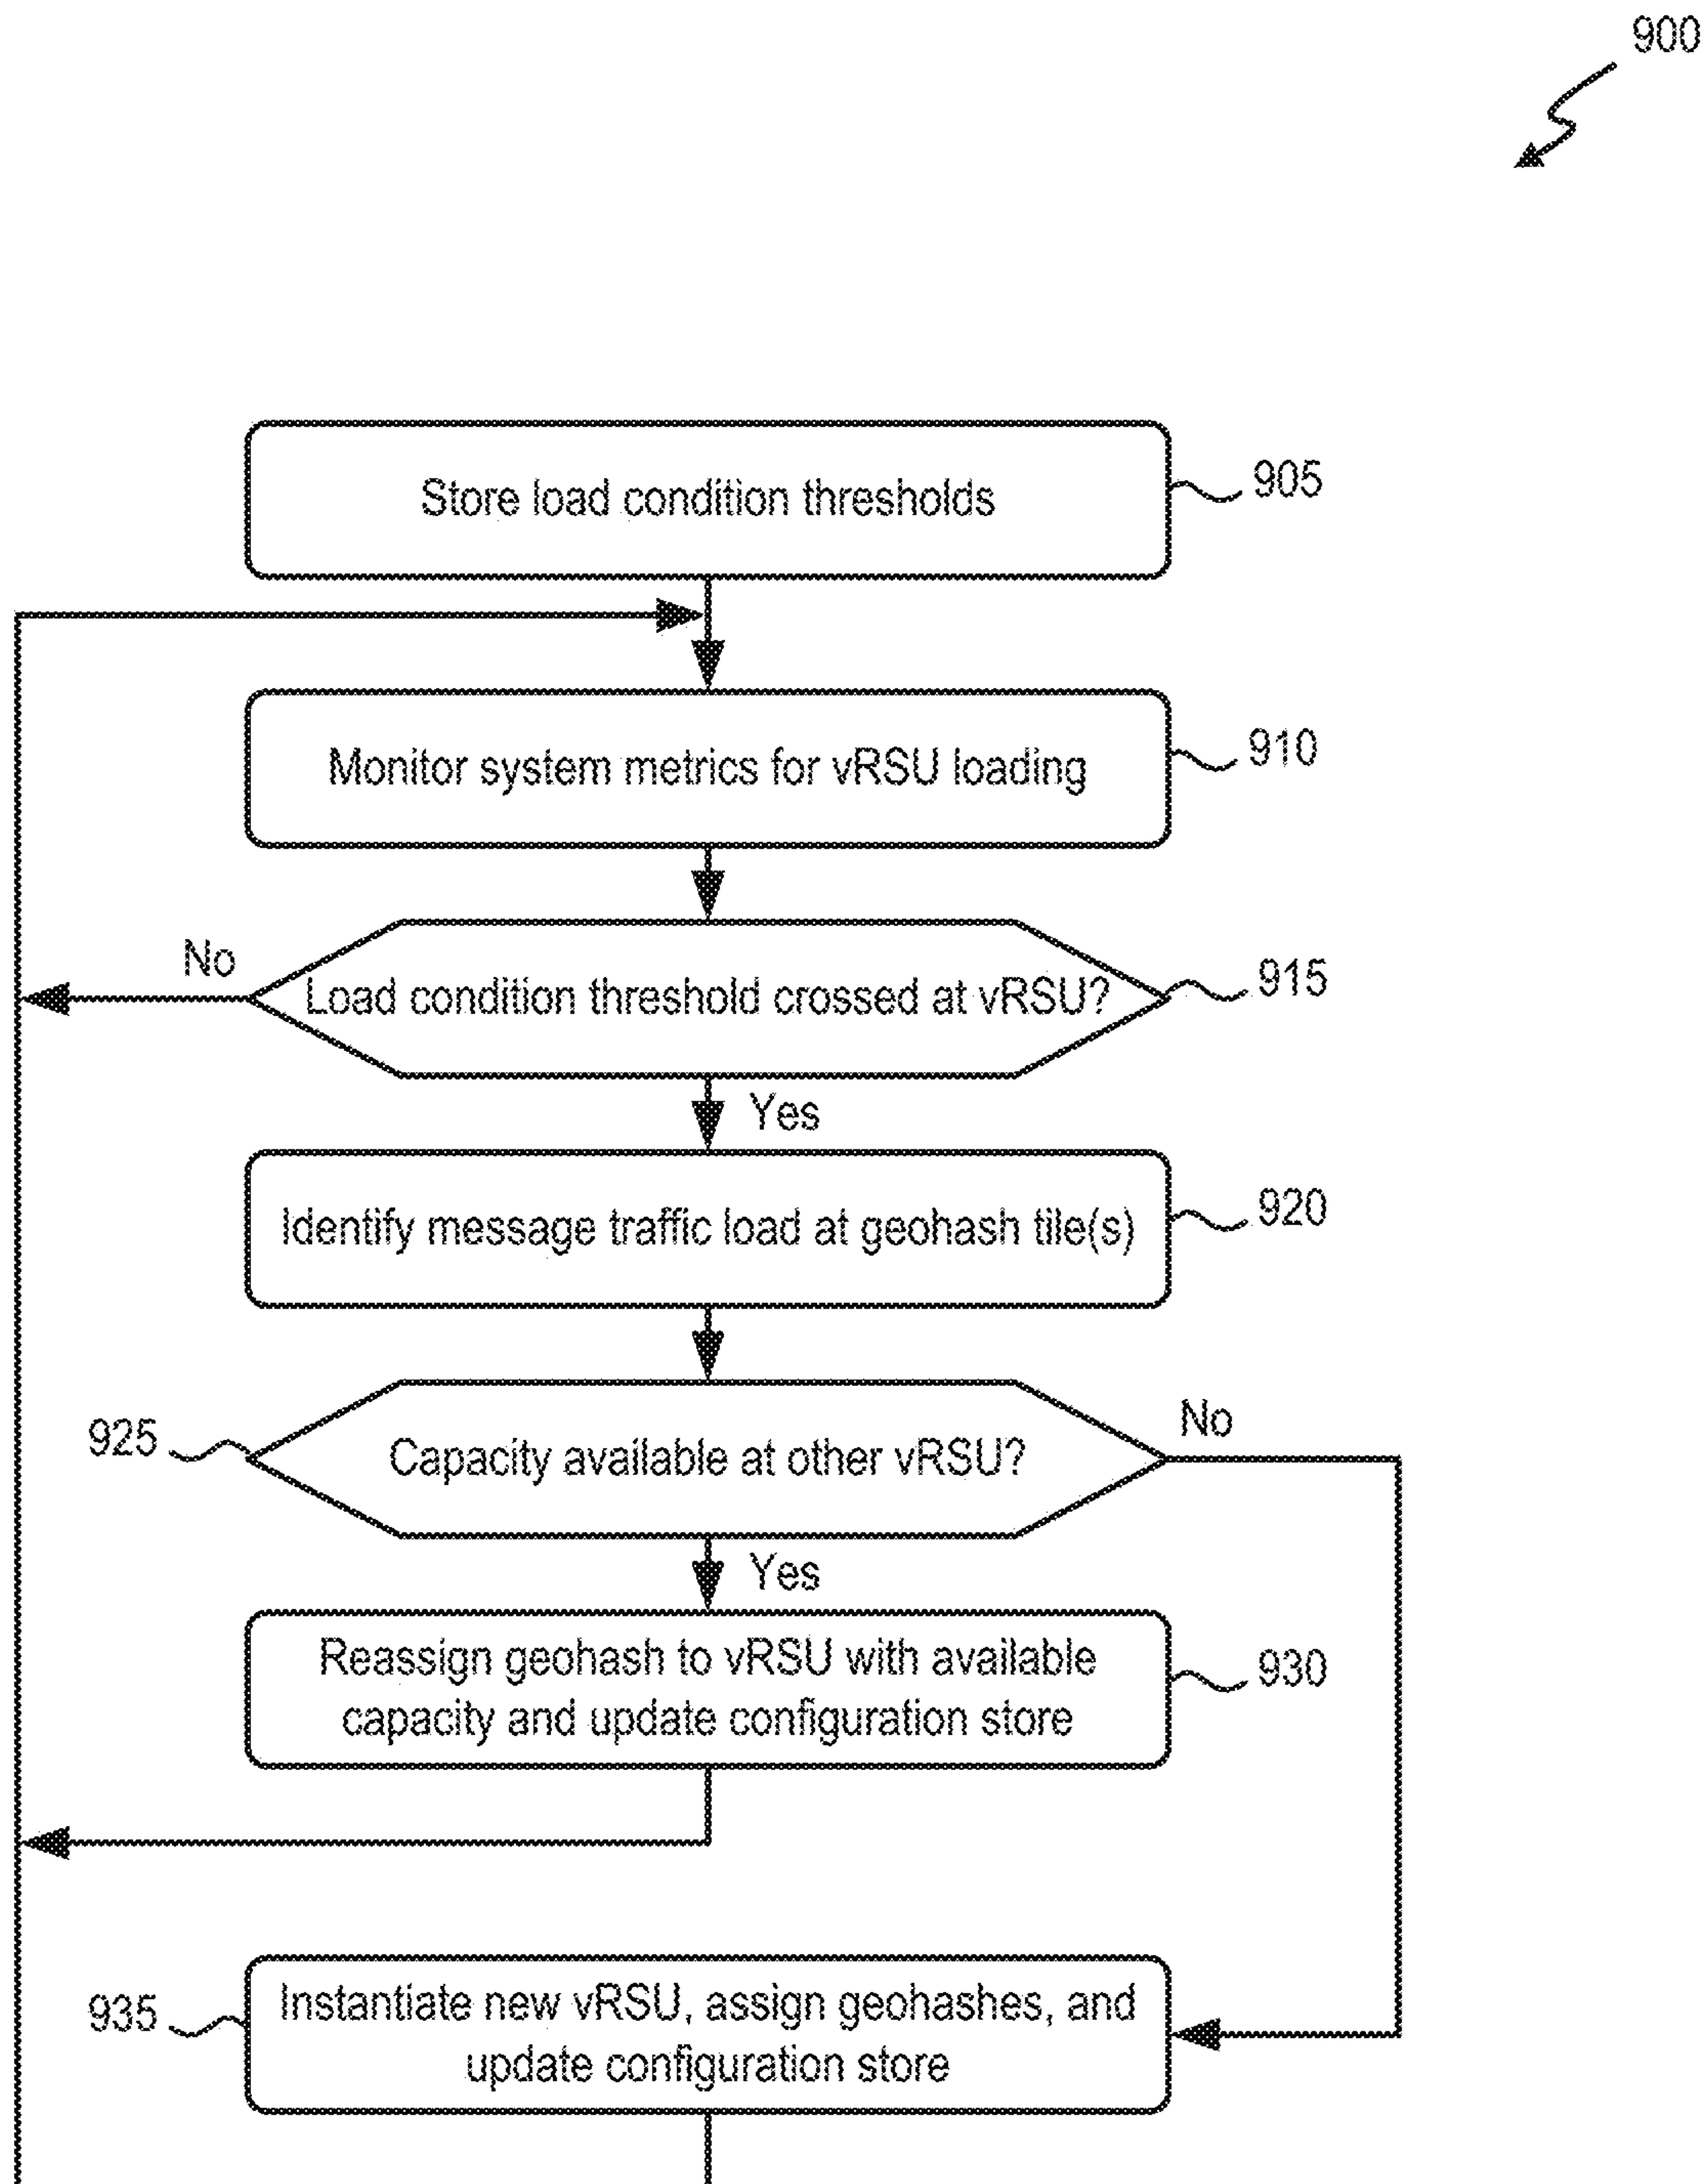 900
Store load condition thresholds
905
Monitor system metrics for vRSU loading
910
No
Load condition threshold crossed at vRSU?
915
Yes
Identify message traffic load at geohash tile(s)
920
925
Capacity available at other vRSU?
No
Yes
Reassign geohash to vRSU with available
capacity and update configuration store
930
935
Instantiate new vRSU, assign geohashes, and
update configuration store